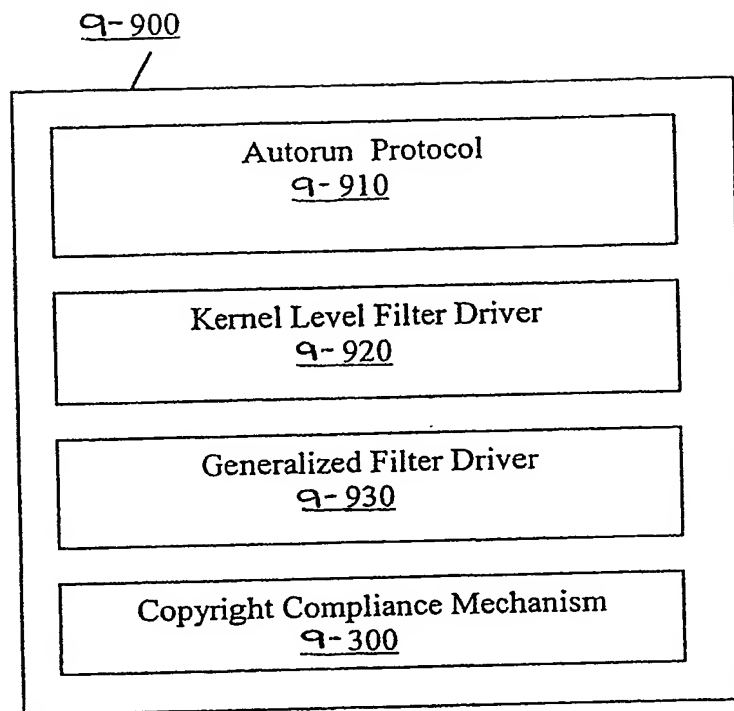 9-900
Autorun Protocol
9-910
Kernel Level Filter Driver
9-920
Generalized Filter Driver
9-930
Copyright Compliance Mechanism
9-300